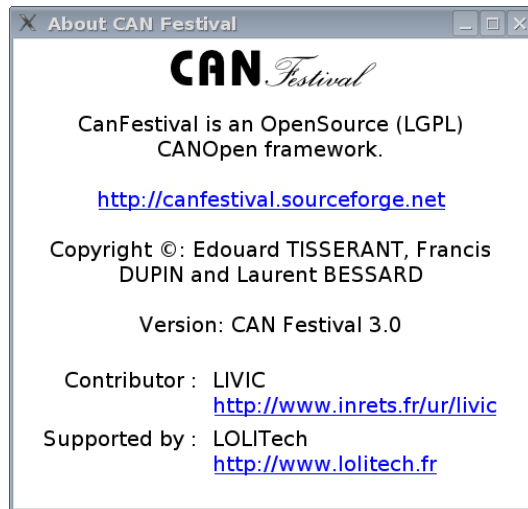 About CAN Festival
CAN Festival
CanFestival is an OpenSource (LGPL)
CANOpen framework.
http://canfestival.sourceforge.net
Copyright ©: Edouard TISSERANT, Francis
DUPIN and Laurent BESSARD
Version: CAN Festival 3.0
Contributor : LIVIC
http://www.inrets.fr/ur/livic
Supported by : LOLITech
http://www.lolitech.fr